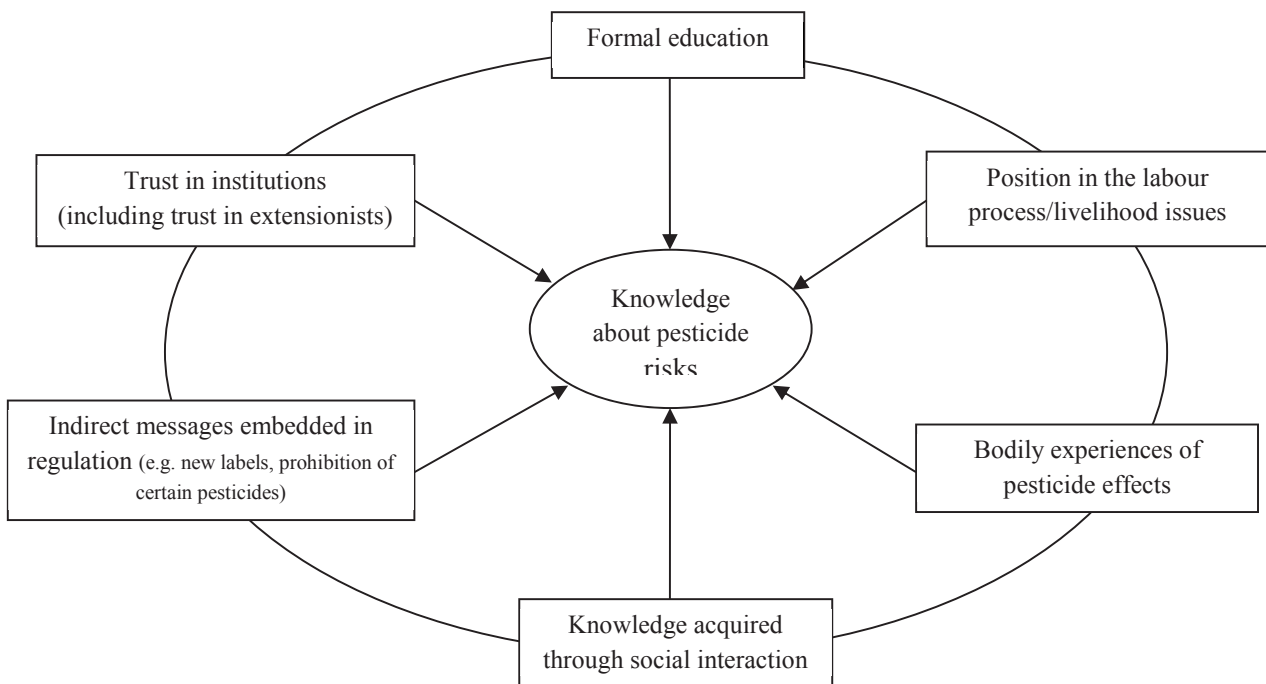 Formal education
Trust in institutions
(including trust in extensionists)
Position in the labour
process/livelihood issues
Knowledge
about pesticide
risks
Indirect messages embedded in
regulation (e.g. new labels, prohibition of
certain pesticides)
Bodily experiences of
pesticide effects
Knowledge acquired
through social interaction